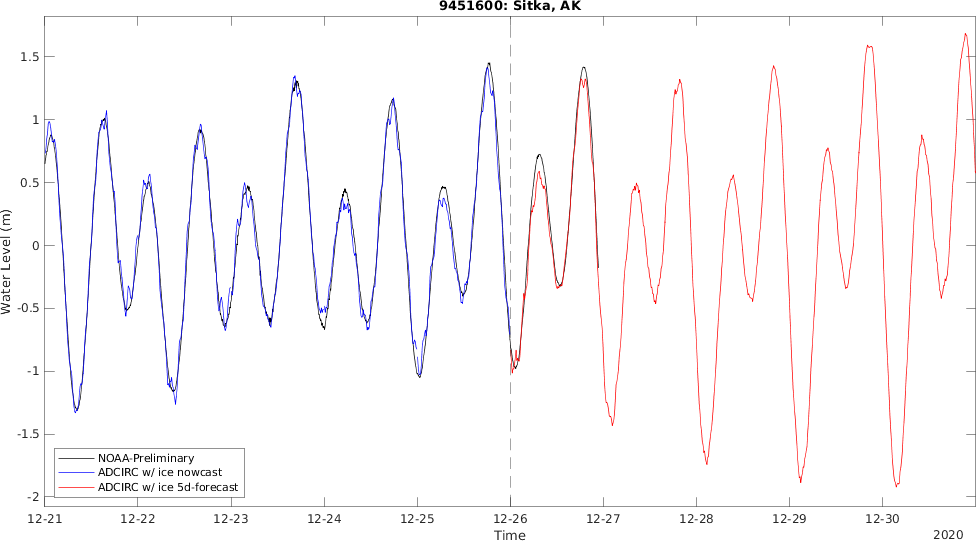 9451600: Sitka, AK
1.5
1
0.5
0
-0.5
-1
-1.5
-2
Water Level (m)
NOAA-Preliminary
ADCIRC w/ ice nowcast
ADCIRC w/ ice 5d-forecast
12-21 12-22 12-23 12-24 12-25 12-26 12-27 12-28 12-29 12-30
Time
2020